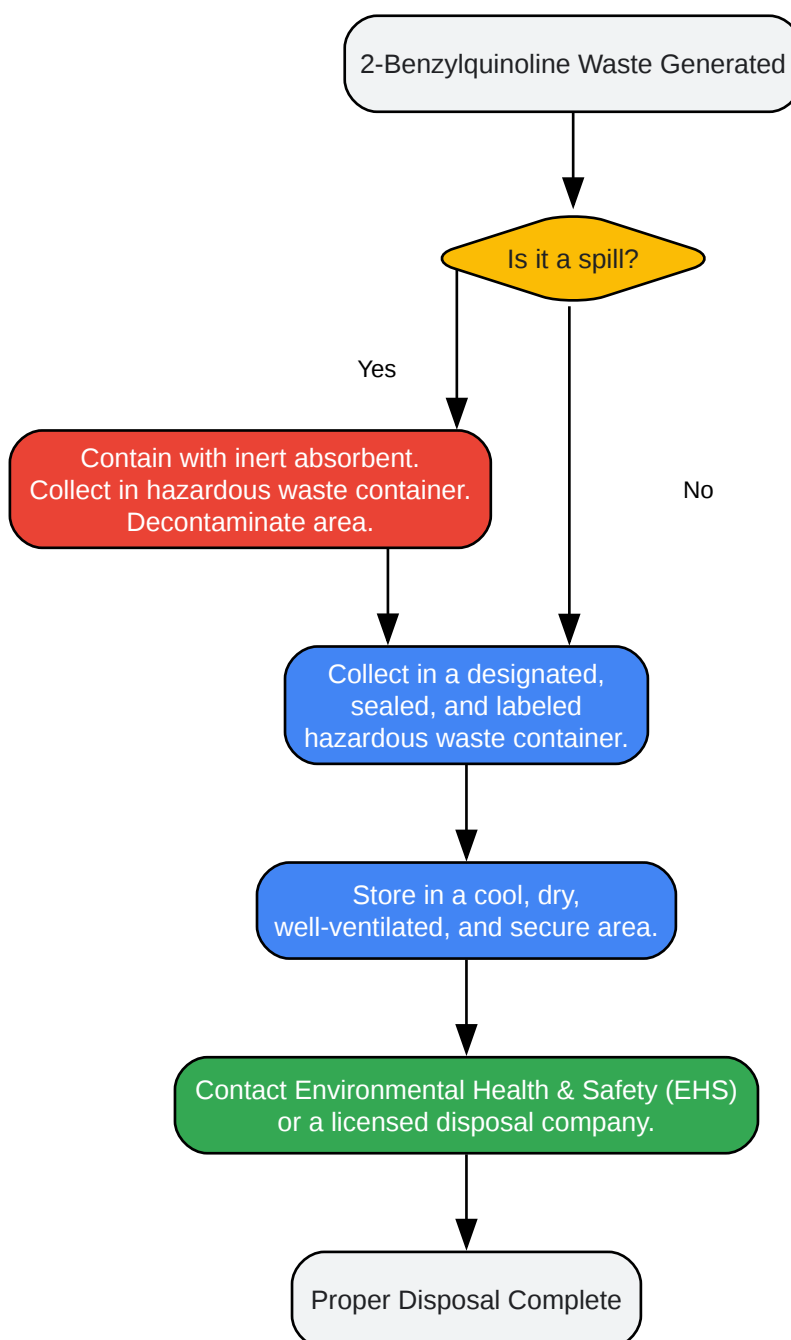 2-Benzylquinoline Waste Generated
Is it a spill?
Yes
Contain with inert absorbent.
Collect in hazardous waste container.
Decontaminate area.
No
Collect in a designated,
sealed, and labeled
hazardous waste container.
Store in a cool, dry,
well-ventilated, and secure area.
Contact Environmental Health & Safety (EHS)
or a licensed disposal company.
Proper Disposal Complete